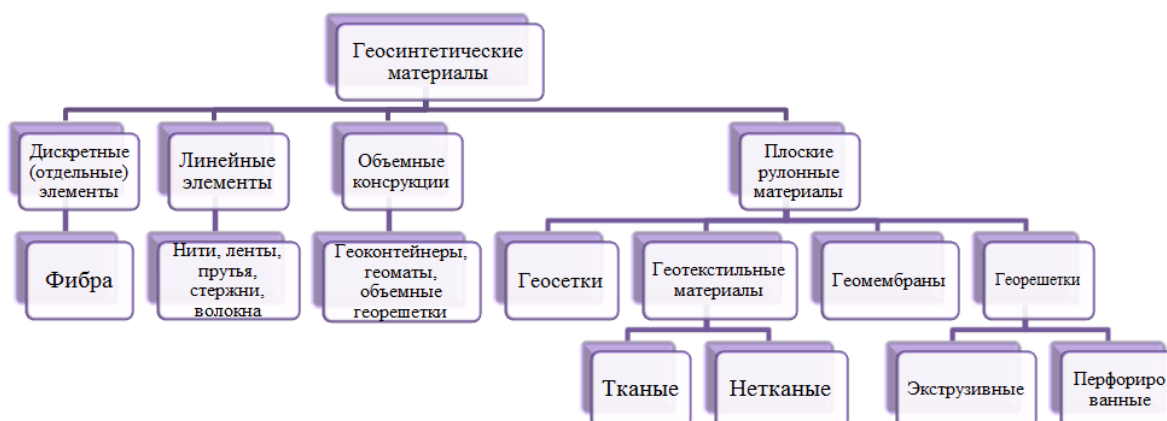 Геосинтетические
материалы
Дискретные
(отдельные)
элементы
Линейные
элементы
Объемные
консрукции
Плоские
рулонные
материалы
Фибра
Нити, ленты,
прутья,
стержни,
волокна
Геоконтейнеры,
геоматы,
объемные
георешетки
Геосетки
Геотекстильные
материалы
Геомембраны
Георешетки
Тканые
Нетканые
Экструзивные
Перфориро
ванные